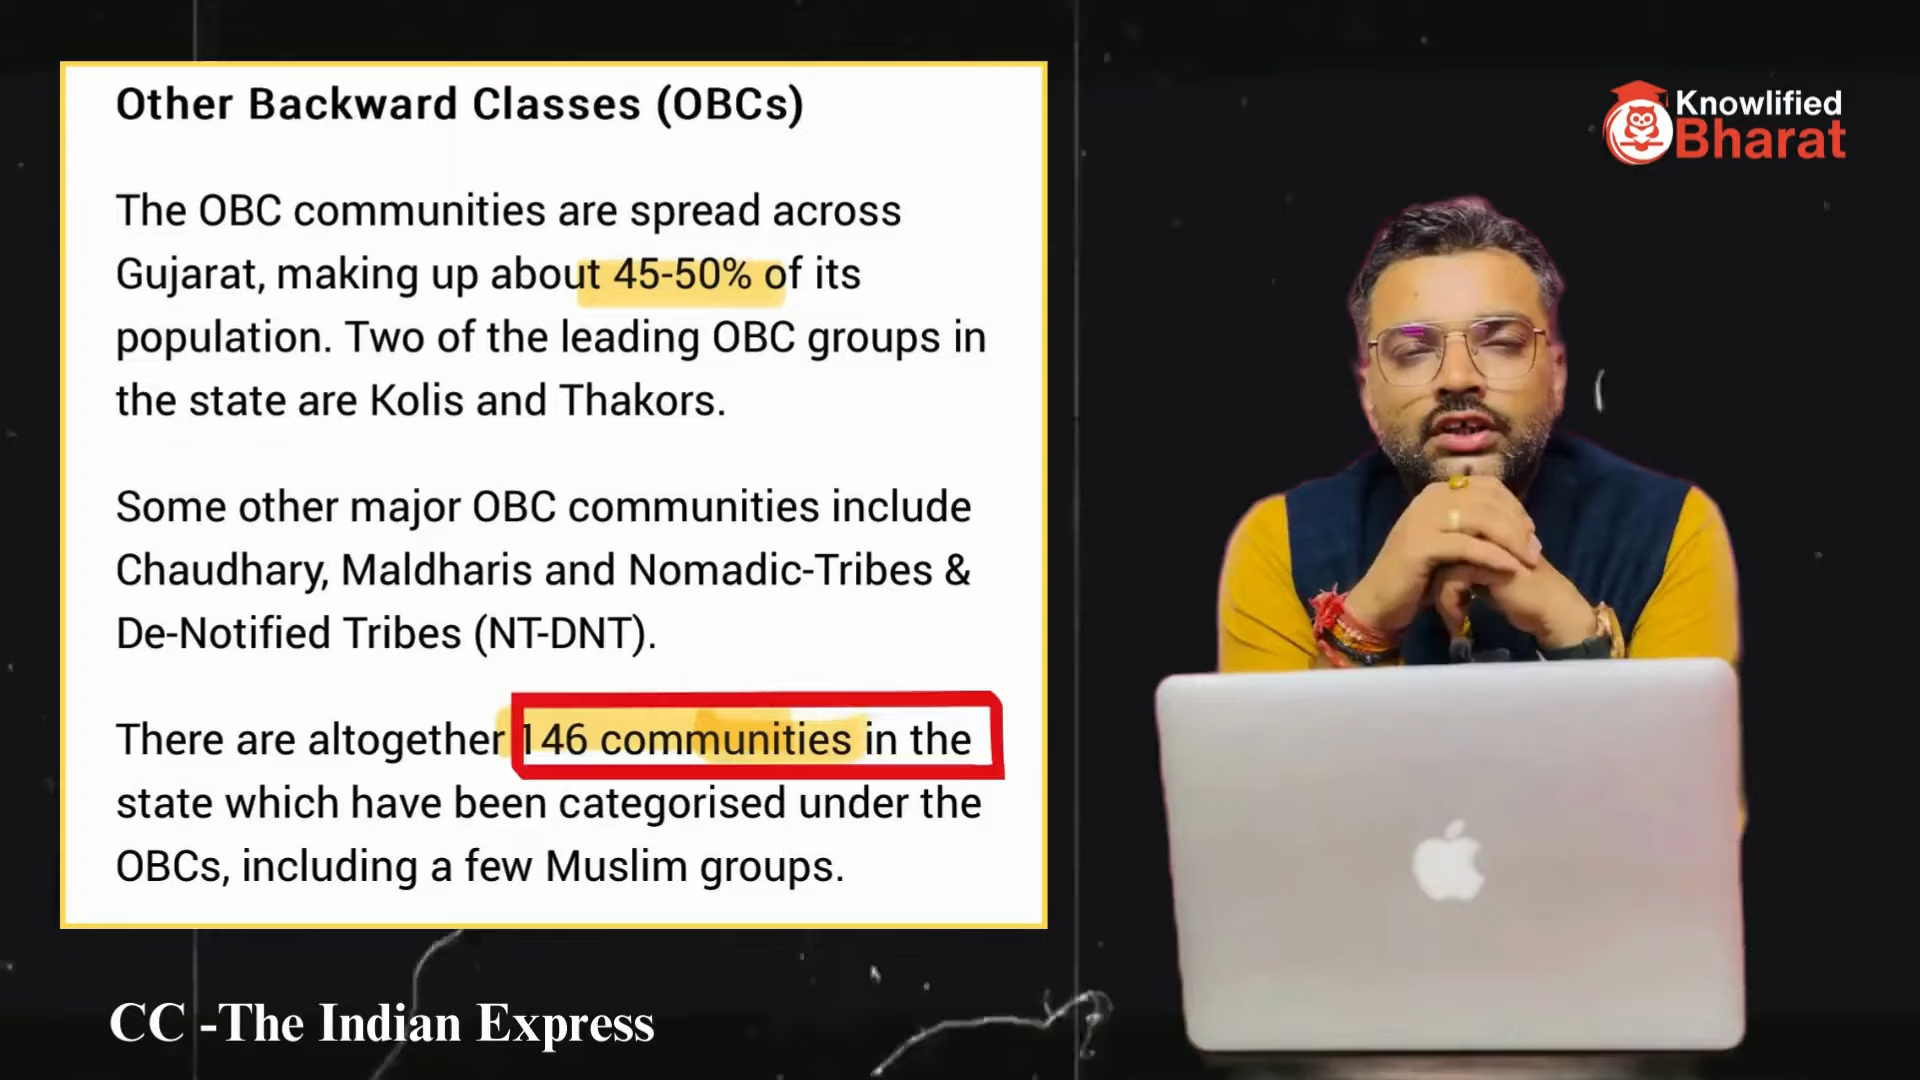 Other Backward Classes (OBCs)
The OBC communities are spread across
Gujarat, making up about 45-50% of its
population. Two of the leading OBC groups in
the state are Kolis and Thakors.
Some other major OBC communities include
Chaudhary, Maldharis and Nomadic-Tribes &
De-Notified Tribes (NT-DNT).
There are altogether 146 communities in the
state which have been categorised under the
OBCs, including a few Muslim groups.
Knowlified
Bharat
CC -The Indian Express